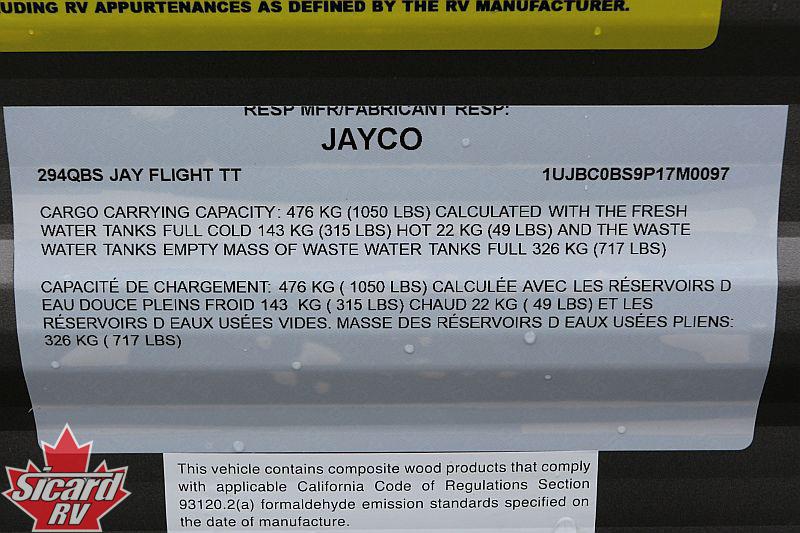 UDING RV APPURTENANCES AS DEFINED BY THE RV MANUFACTURER.
RESP MFR/FABRICANT RESP:
JAYCO
294QBS JAY FLIGHT TT 1UJBC0BS9P17M0097
CARGO CARRYING CAPACITY: 476 KG (1050 LBS) CALCULATED WITH THE FRESH
WATER TANKS FULL COLD 143 KG (315 LBS) HOT 22 KG (49 LBS) AND THE WASTE
WATER TANKS EMPTY MASS OF WASTE WATER TANKS FULL 326 KG (717 LBS)
CAPACITÉ DE CHARGEMENT: 476 KG ( 1050 LBS) CALCULÉE AVEC LES RÉSERVOIRS D
EAU DOUCE PLEINS FROID 143 KG ( 315 LBS) CHAUD 22 KG ( 49 LBS) ET LES
RÉSERVOIRS D EAUX USÉES VIDES. MASSE DES RÉSERVOIRS D EAUX USÉES PLIENS:
326 KG ( 717 LBS)
This vehicle contains composite wood products that comply
with applicable California Code of Regulations Section
93120.2(a) formaldehyde emission standards specified on
the date of manufacture.
Sicard
RV